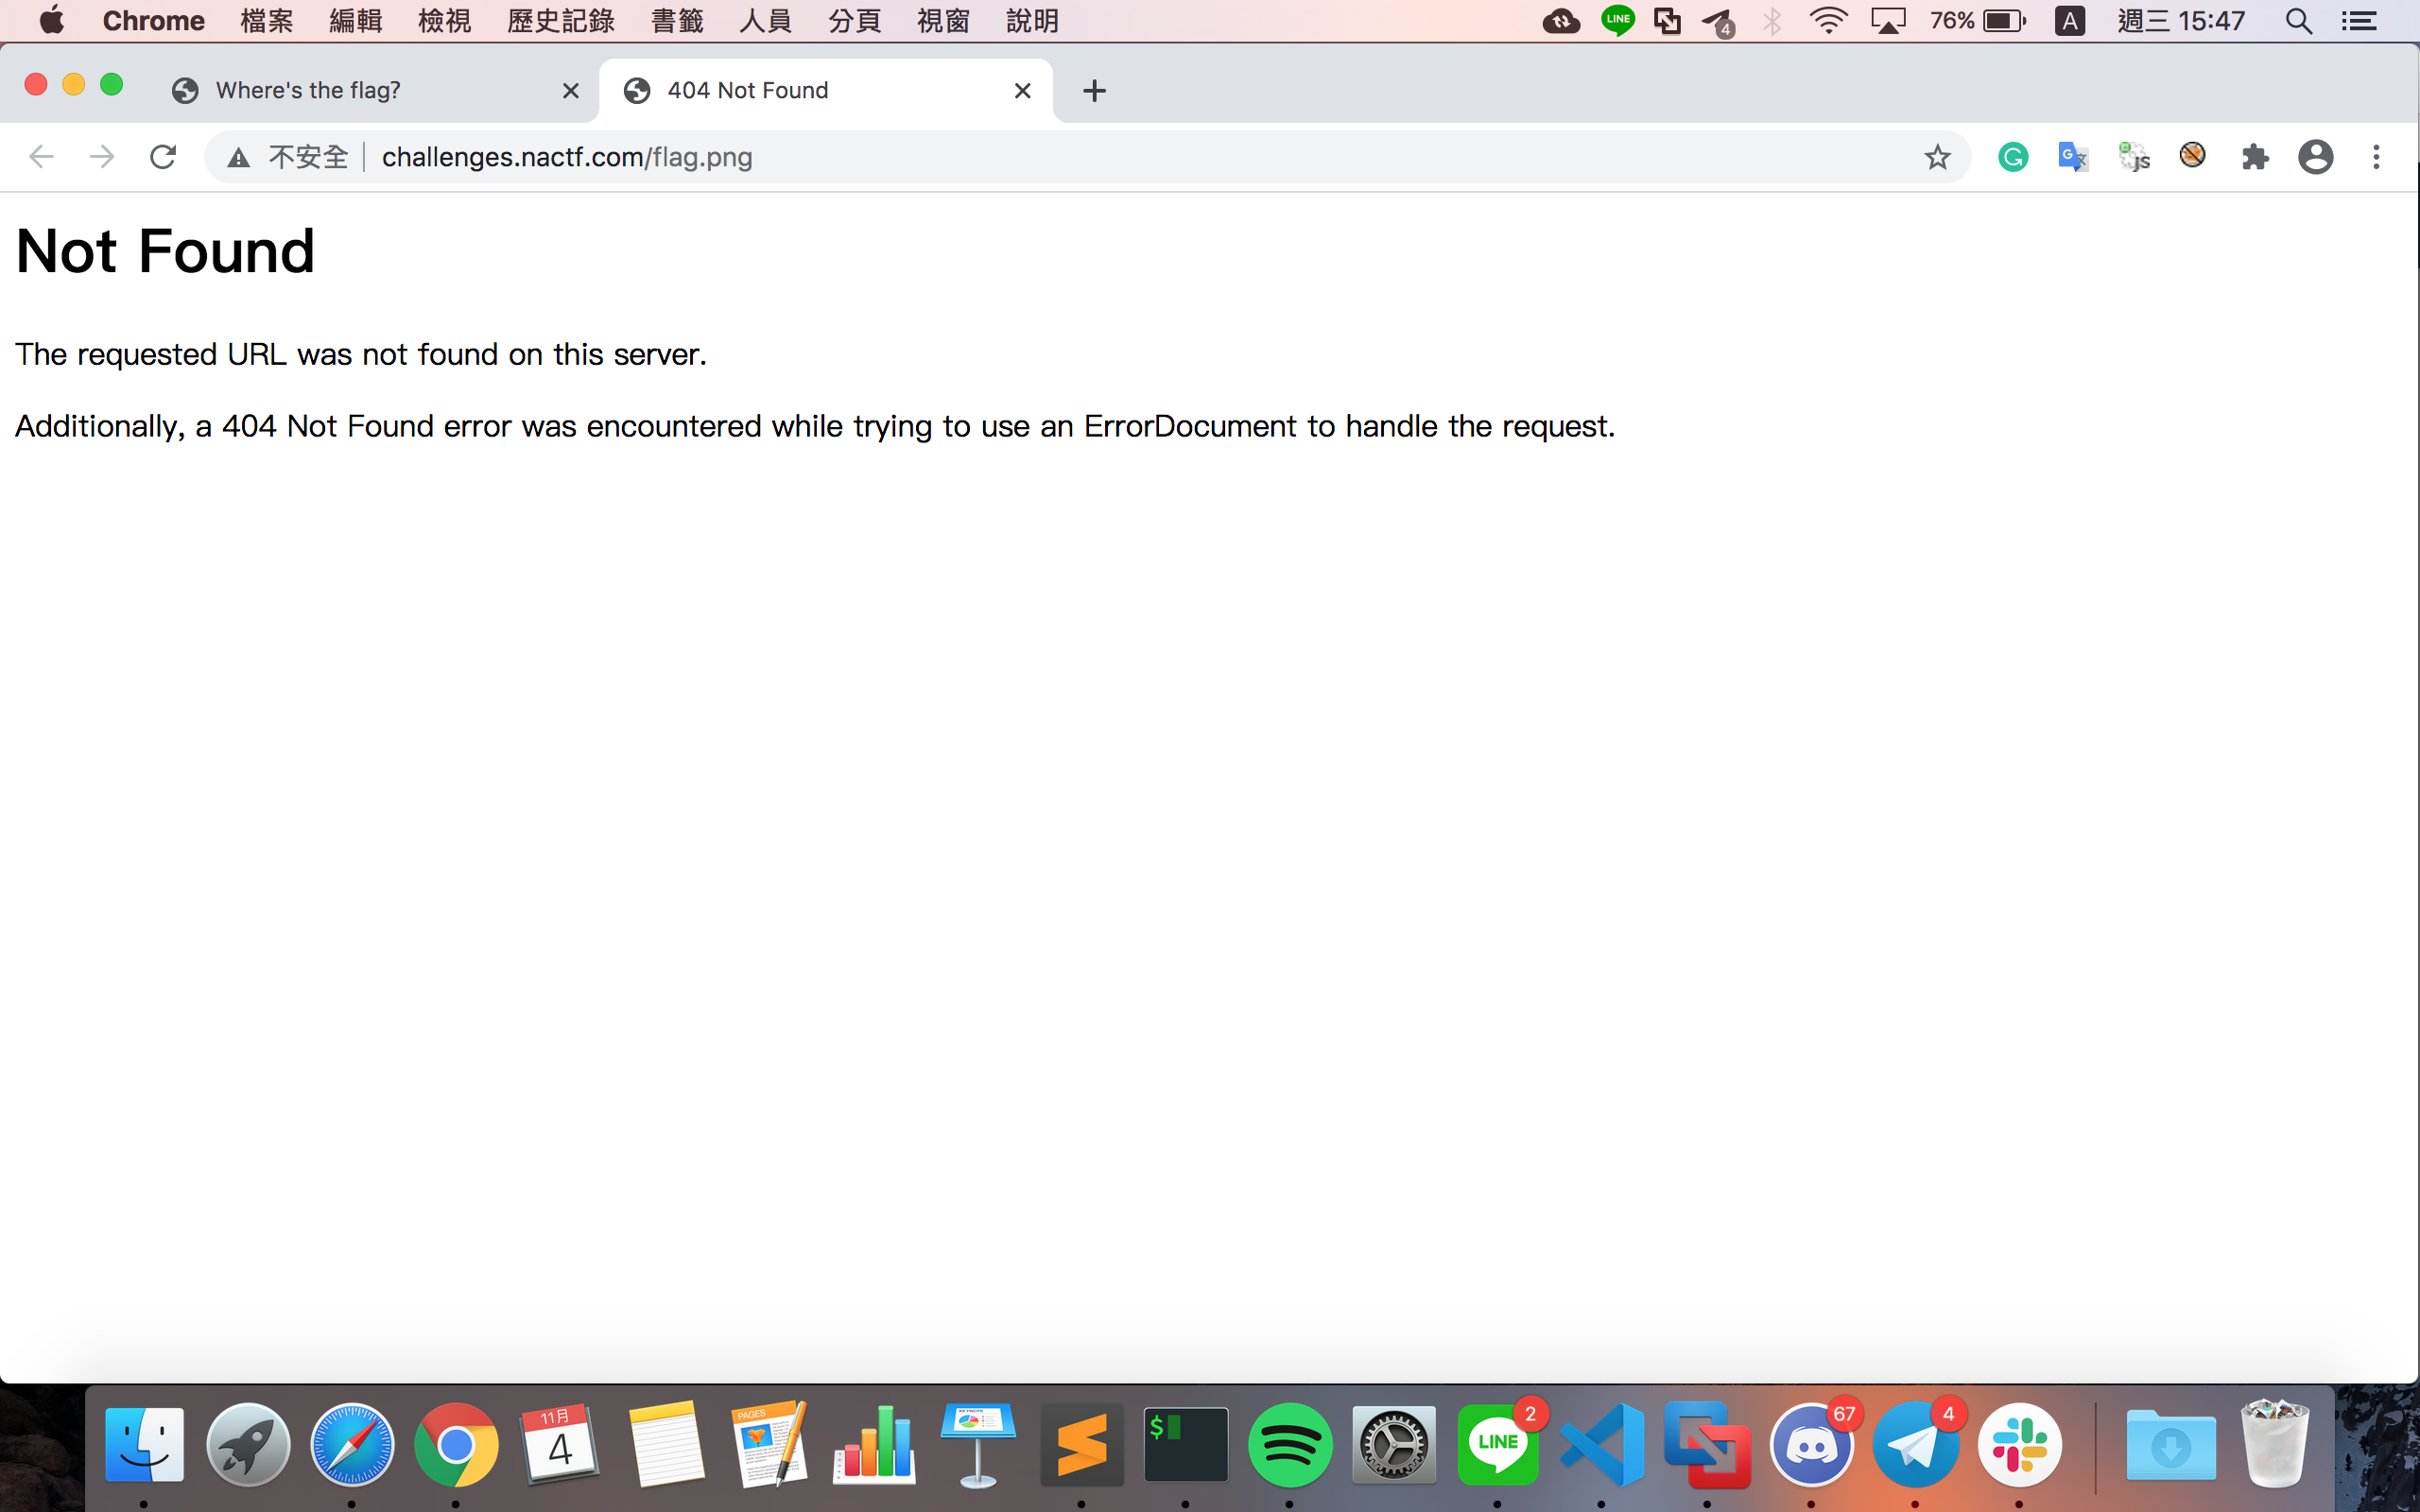 Chrome 檔案 編輯 檢視 歷史記錄 書籤 人員 分頁 視窗 說明 LINE 4 76% A 週三 15:47
Where's the flag? 404 Not Found
不安全 challenges.nactf.com/flag.png
Not Found
The requested URL was not found on this server.
Additionally, a 404 Not Found error was encountered while trying to use an ErrorDocument to handle the request.
11月 4 PAGES KEYNOTE $ LINE 2 67 4